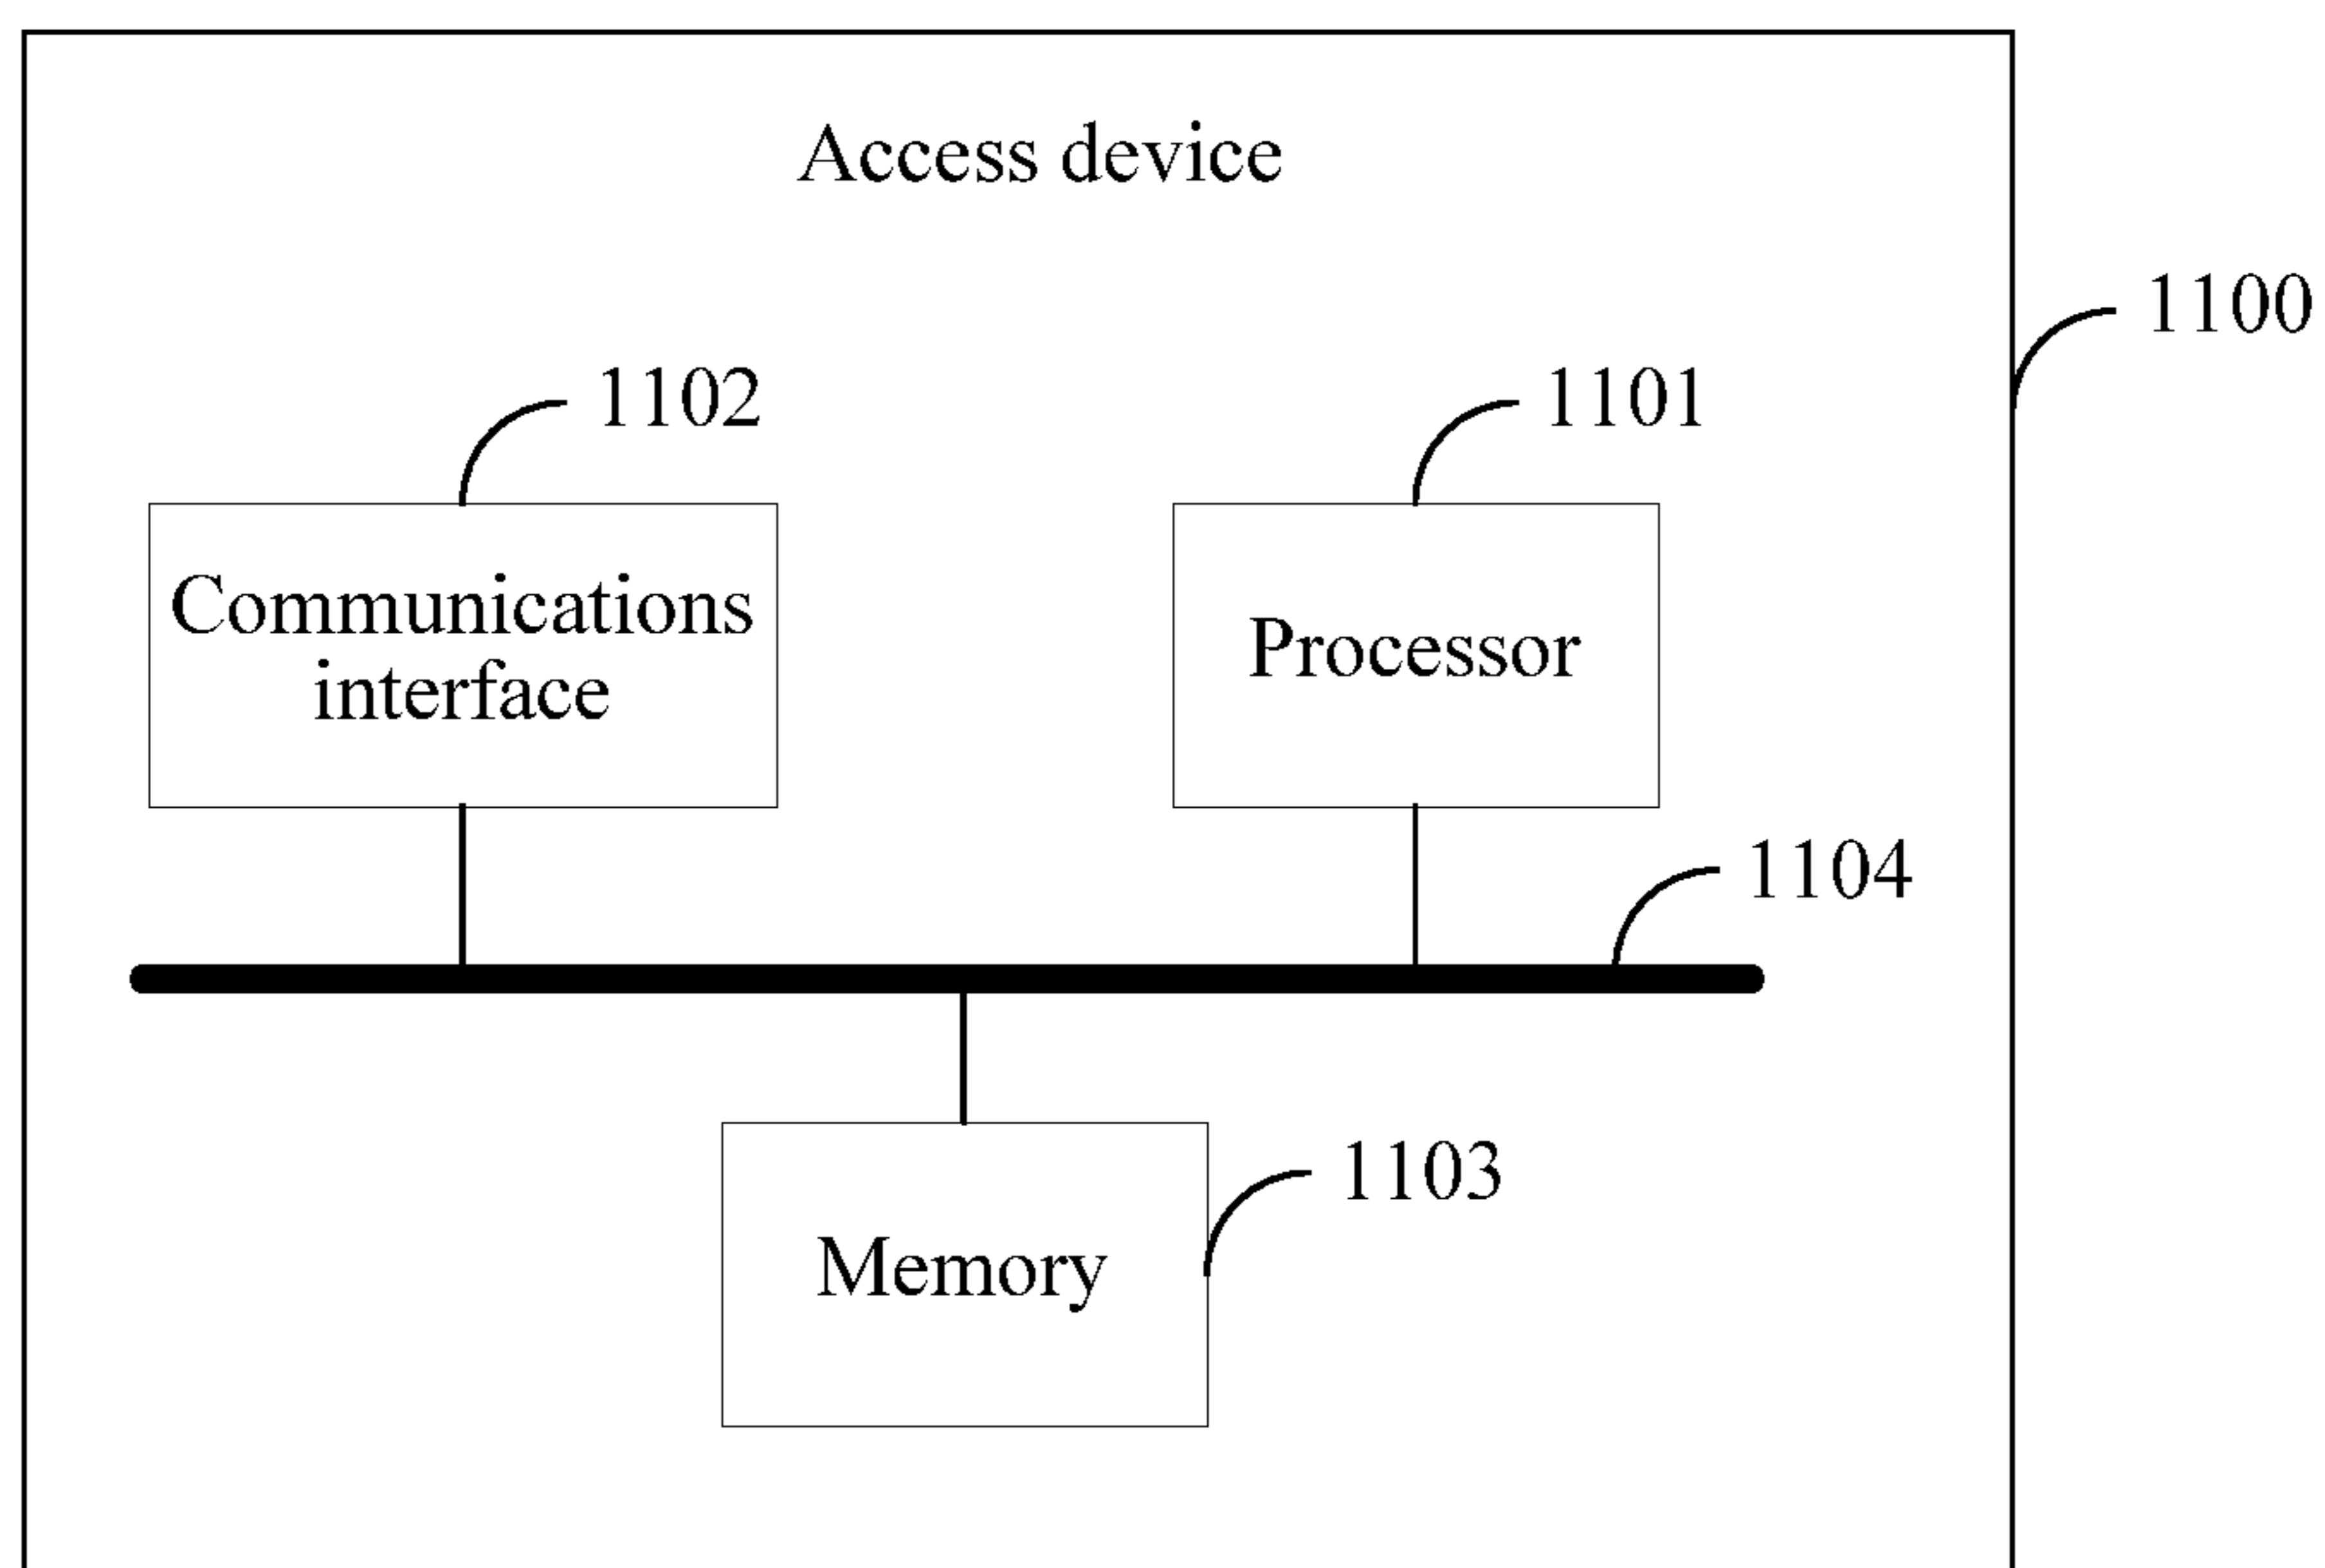 Access device
1100
1102
1101
Communications
interface
Processor
1104
1103
Memory